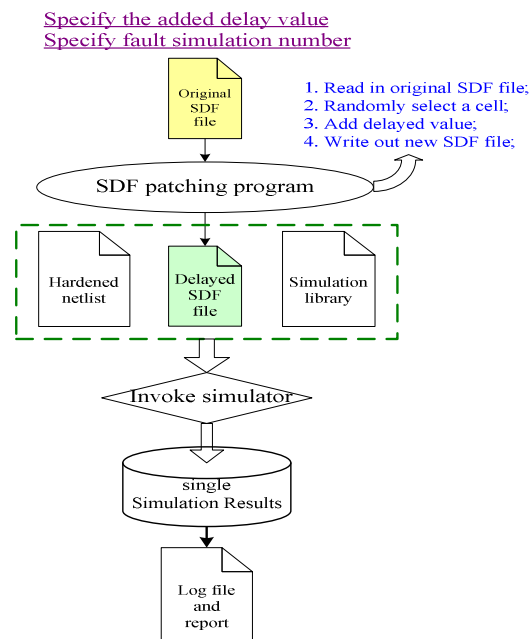 Specify the added delay value
Specify fault simulation number
Original
SDF
file
1. Read in original SDF file;
2. Randomly select a cell;
3. Add delayed value;
4. Write out new SDF file;
SDF patching program
Hardened
netlist
Delayed
SDF
file
Simulation
library
Invoke simulator
single
Simulation Results
Log file
and
report